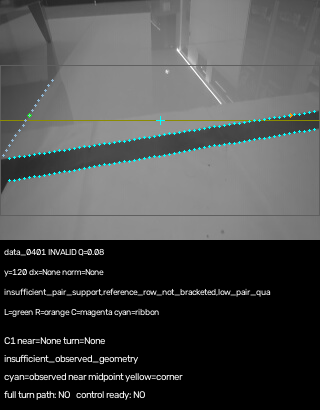 data_0401 INVALID Q=0.08
y=120 dx=None norm=None
insufficient_pair_support,reference_row_not_bracketed,low_pair_qua
L=green R=orange C=magenta cyan=ribbon
C1 near=None turn=None
insufficient_observed_geometry
cyan=observed near midpoint yellow=corner
full turn path: NO control ready: NO